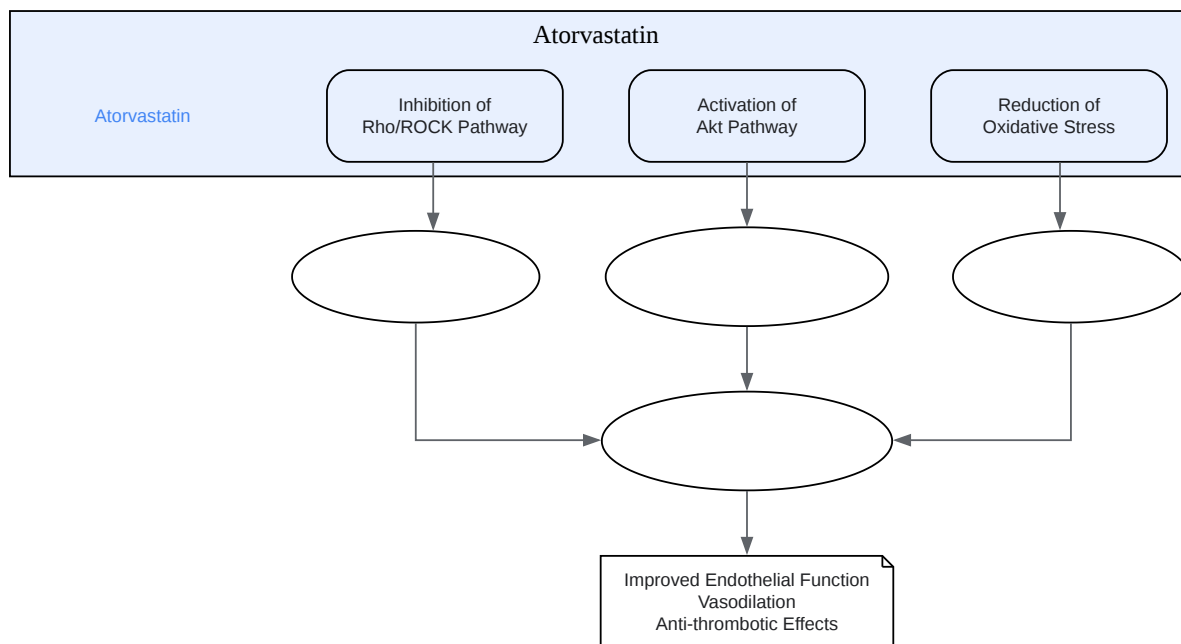 Atorvastatin
Atorvastatin
Inhibition of
Rho/ROCK Pathway
Activation of
Akt Pathway
Reduction of
Oxidative Stress
Improved Endothelial Function
Vasodilation
Anti-thrombotic Effects